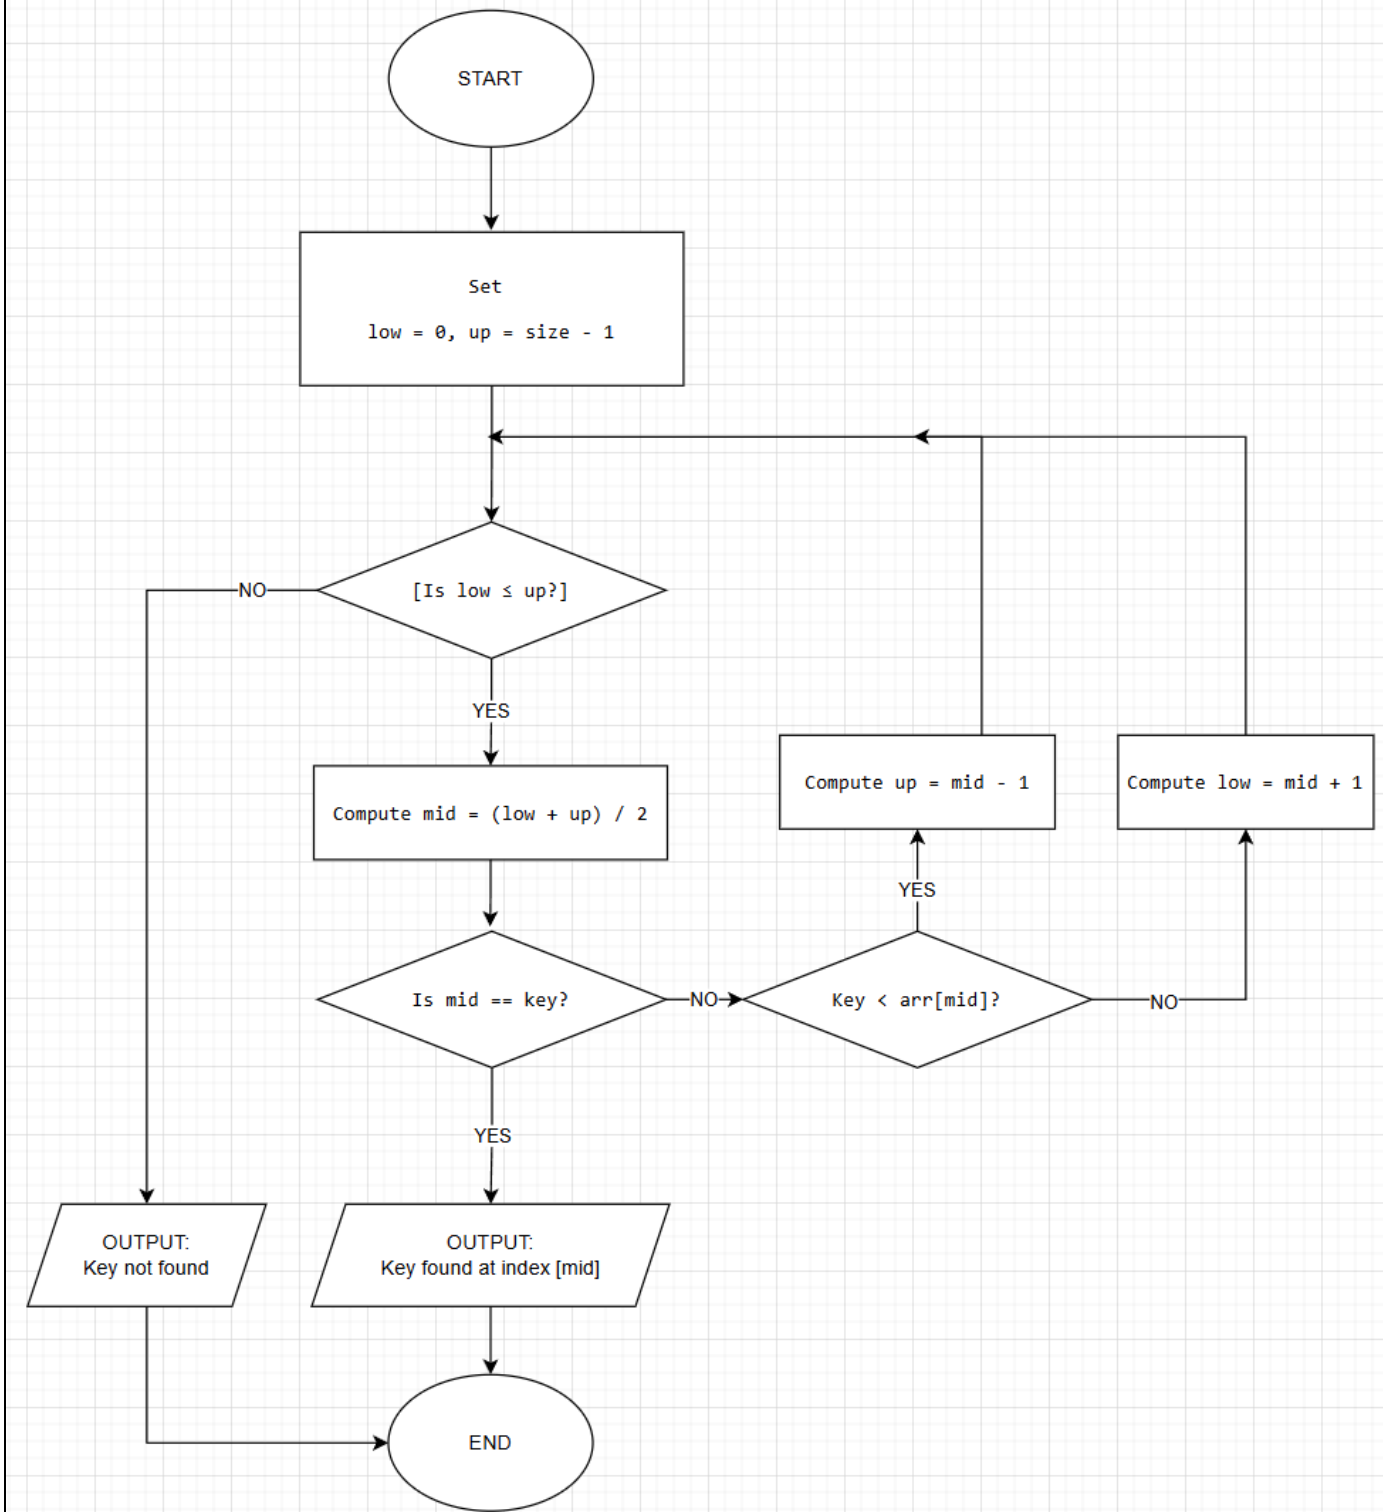 START
Set
low = 0, up = size - 1
[Is low ≤ up?]
NO
YES
Compute mid = (low + up) / 2
Compute up = mid - 1
Compute low = mid + 1
YES
Is mid == key?
NO
Key < arr[mid]?
NO
YES
OUTPUT:
Key not found
OUTPUT:
Key found at index [mid]
END